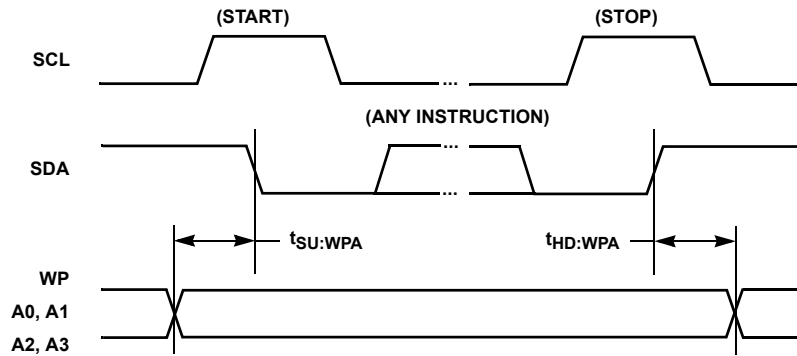 (START)
(STOP)
SCL
...
(ANY INSTRUCTION)
SDA
...
...
tSU:WPA
tHD:WPA
WP
A0, A1
A2, A3